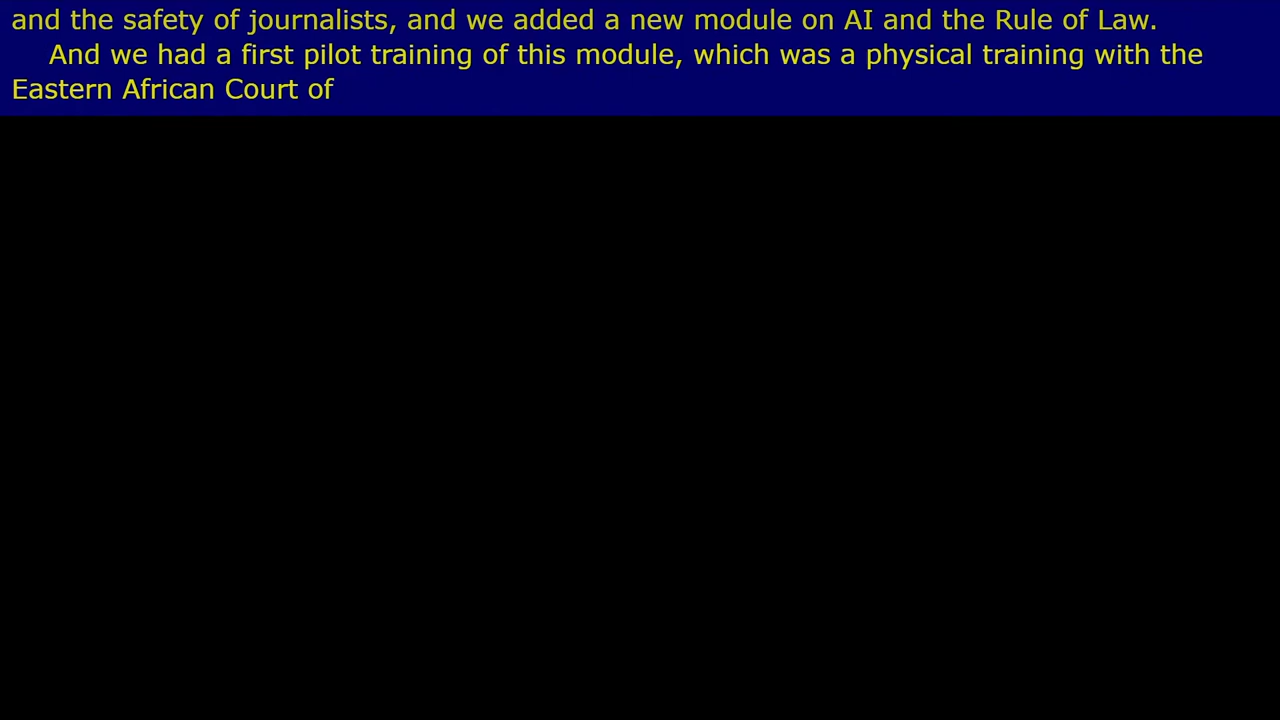 and the safety of journalists, and we added a new module on AI and the Rule of Law.
And we had a first pilot training of this module, which was a physical training with the
Eastern African Court of